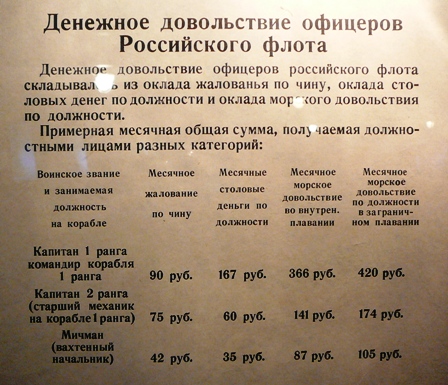 Денежное довольствие офицеров
Российского флота
Денежное довольствие офицеров российского флота
складывалось из оклада жалованья по чину, оклада сто-
ловых денег по должности и оклада морского довольствия
по должности.
Примерная месячная общая сумма, получаемая должно-
стными лицами разных категорий:
Воинское звание
и занимаемая
должность
на корабле
Месячное
жалование
по чину
Месячные
столовые
деньги по
должности
Месячное
морское
довольствие
во внутрен.
плавании
Месячное
морское
довольствие
по должности
в загранич-
ном плавании
Капитан 1 ранга
командир корабля
1 ранга
90 руб. 167 руб. 366 руб. 420 руб.
Капитан 2 ранга
(старший механик
на корабле 1 ранга) 75 руб. 60 руб. 141 руб. 174 руб.
Мичман
(вахтенный
начальник) 42 руб. 35 руб. 87 руб. 105 руб.